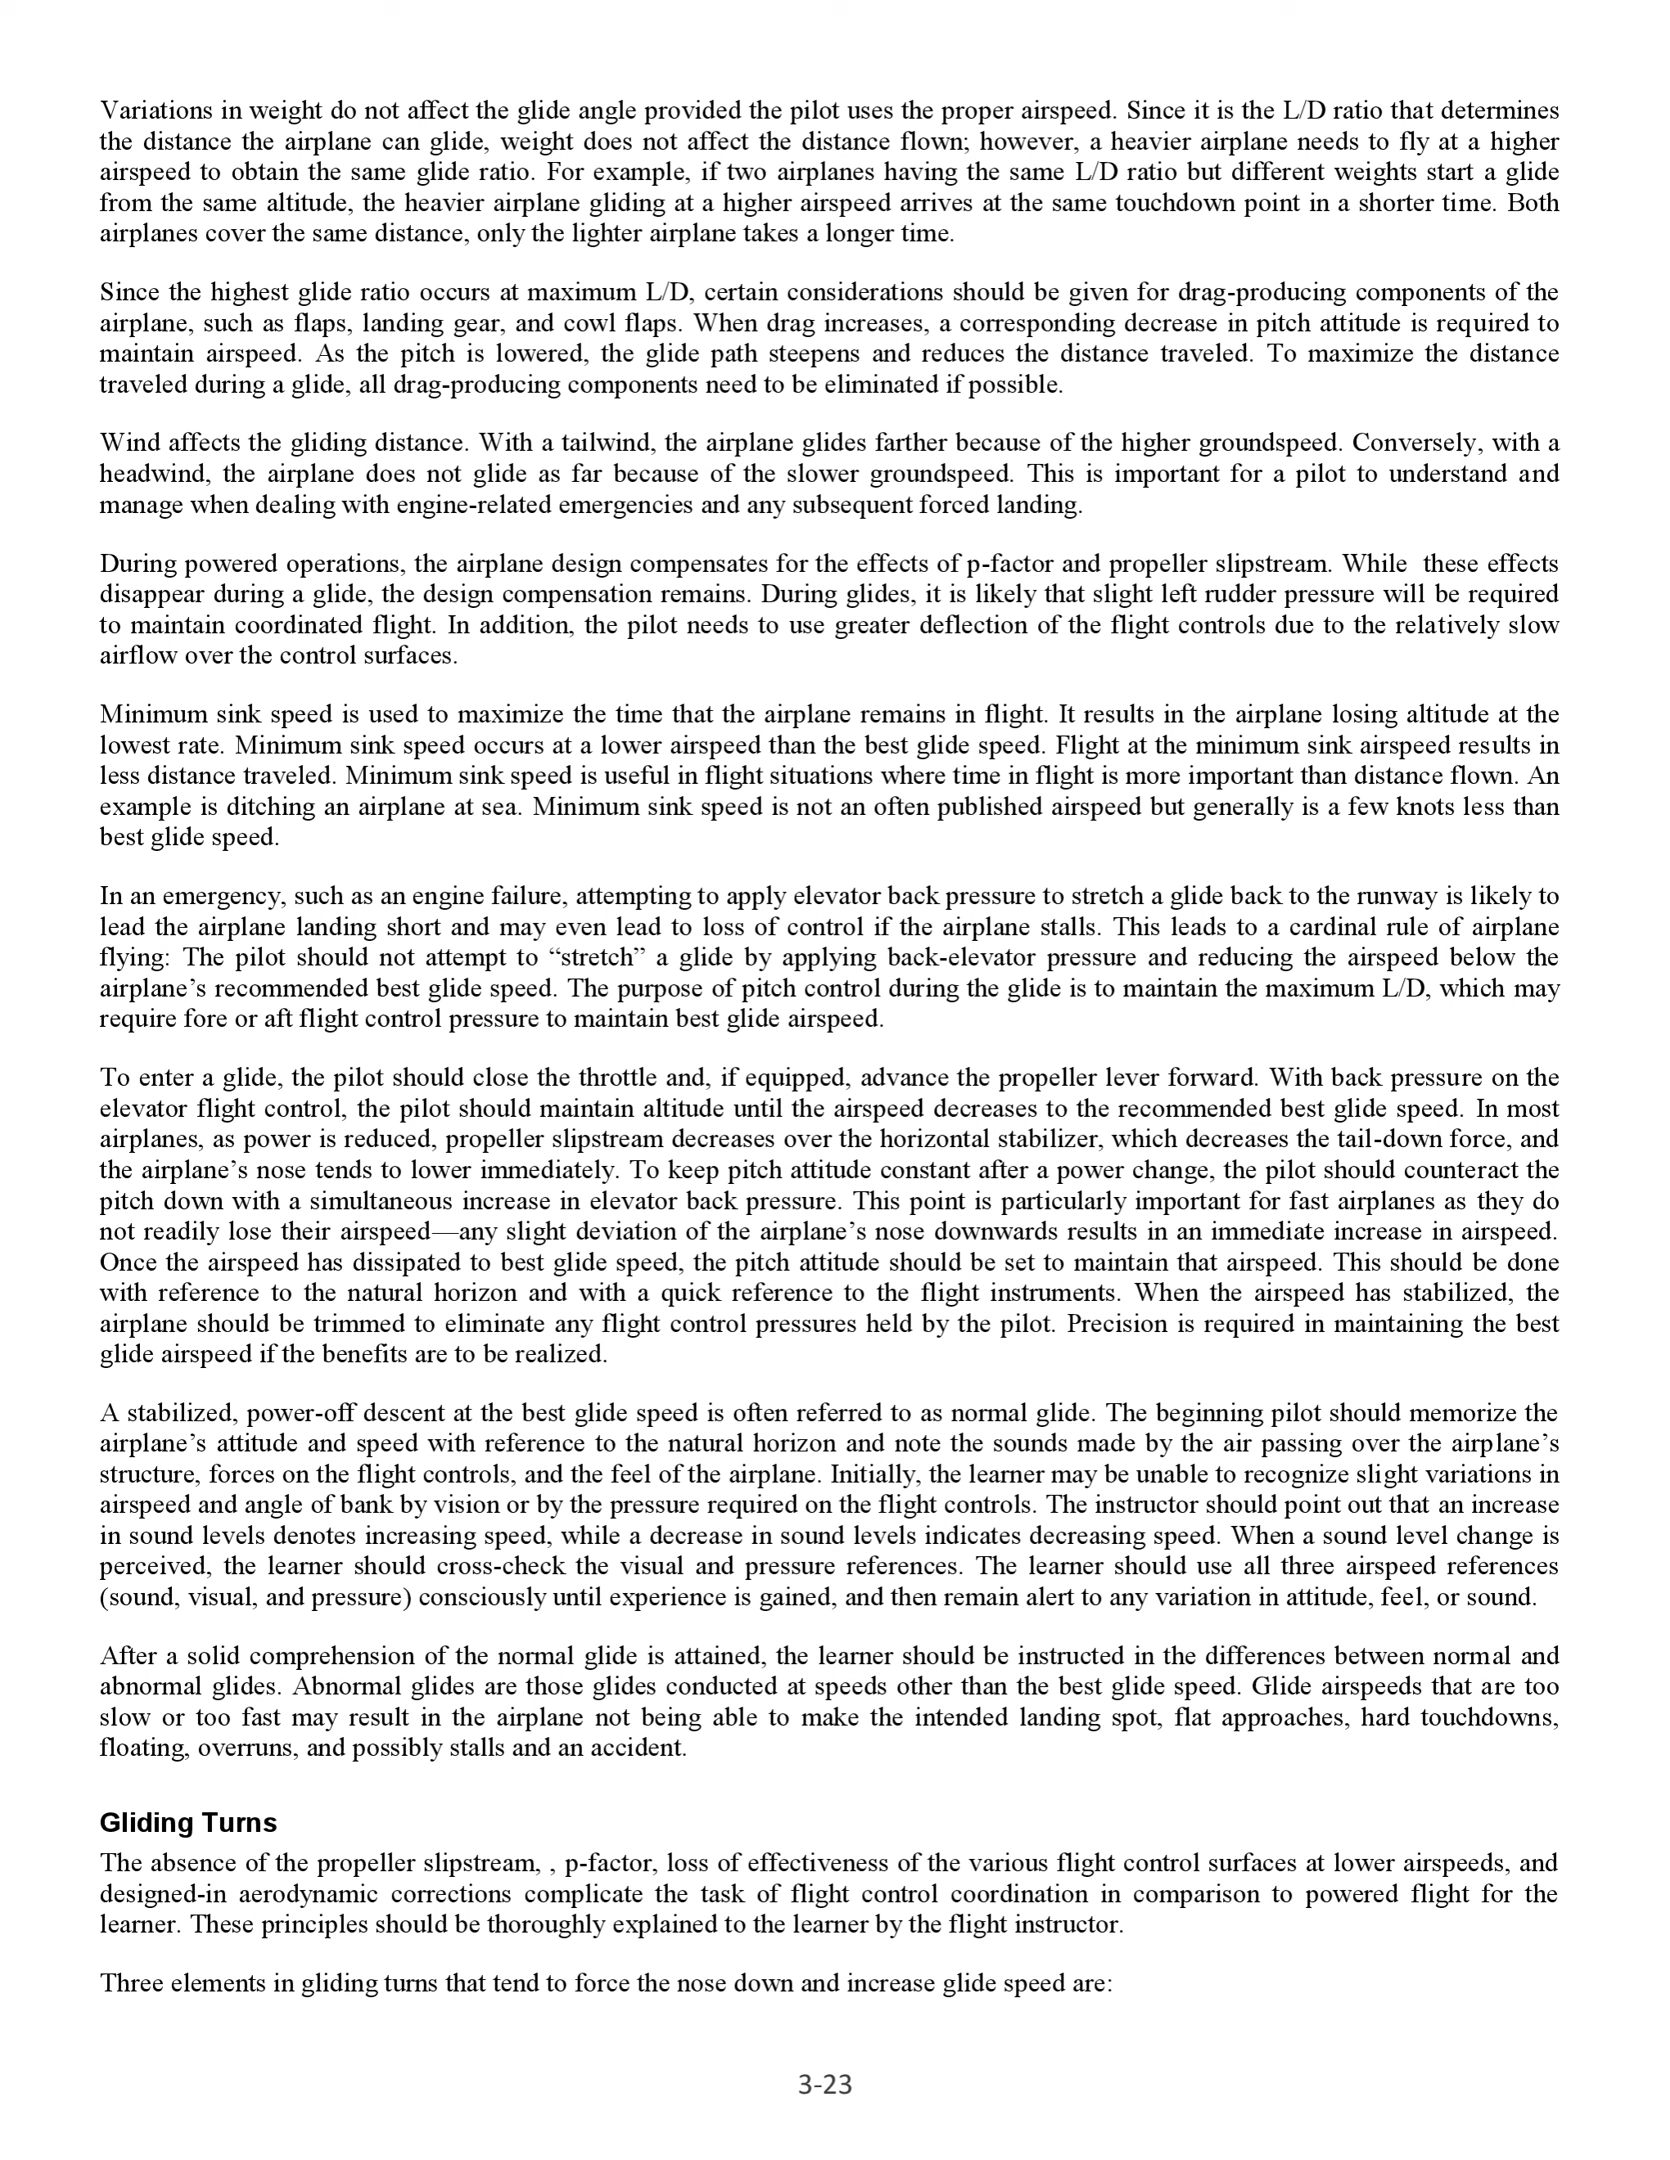 Variations in weight do not affect the glide angle provided the pilot uses the proper airspeed. Since it is the L/D ratio that determines
the distance the airplane can glide, weight does not affect the distance flown; however, a heavier airplane needs to fly at a higher
airspeed to obtain the same glide ratio. For example, if two airplanes having the same L/D ratio but different weights start a glide
from the same altitude, the heavier airplane gliding at a higher airspeed arrives at the same touchdown point in a shorter time. Both
airplanes cover the same distance, only the lighter airplane takes a longer time.

Since the highest glide ratio occurs at maximum L/D, certain considerations should be given for drag-producing components of the
airplane, such as flaps, landing gear, and cowl flaps. When drag increases, a corresponding decrease in pitch attitude is required to
maintain airspeed. As the pitch is lowered, the glide path steepens and reduces the distance traveled. To maximize the distance
traveled during a glide, all drag-producing components need to be eliminated if possible.

Wind affects the gliding distance. With a tailwind, the airplane glides farther because of the higher groundspeed. Conversely, with a
headwind, the airplane does not glide as far because of the slower groundspeed. This is important for a pilot to understand and
manage when dealing with engine-related emergencies and any subsequent forced landing.

During powered operations, the airplane design compensates for the effects of p-factor and propeller slipstream. While  these effects
disappear during a glide, the design compensation remains. During glides, it is likely that slight left rudder pressure will be required
to maintain coordinated flight. In addition, the pilot needs to use greater deflection of the flight controls due to the relatively slow
airflow over the control surfaces.

Minimum sink speed is used to maximize the time that the airplane remains in flight. It results in the airplane losing altitude at the
lowest rate. Minimum sink speed occurs at a lower airspeed than the best glide speed. Flight at the minimum sink airspeed results in
less distance traveled. Minimum sink speed is useful in flight situations where time in flight is more important than distance flown. An
example is ditching an airplane at sea. Minimum sink speed is not an often published airspeed but generally is a few knots less than
best glide speed.

In an emergency, such as an engine failure, attempting to apply elevator back pressure to stretch a glide back to the runway is likely to
lead the airplane landing short and may even lead to loss of control if the airplane stalls. This leads to a cardinal rule of airplane
flying: The pilot should not attempt to “stretch” a glide by applying back-elevator pressure and reducing the airspeed below the
airplane’s recommended best glide speed. The purpose of pitch control during the glide is to maintain the maximum L/D, which may
require fore or aft flight control pressure to maintain best glide airspeed.

To enter a glide, the pilot should close the throttle and, if equipped, advance the propeller lever forward. With back pressure on the
elevator flight control, the pilot should maintain altitude until the airspeed decreases to the recommended best glide speed. In most
airplanes, as power is reduced, propeller slipstream decreases over the horizontal stabilizer, which decreases the tail-down force, and
the airplane’s nose tends to lower immediately. To keep pitch attitude constant after a power change, the pilot should counteract the
pitch down with a simultaneous increase in elevator back pressure. This point is particularly important for fast airplanes as they do
not readily lose their airspeed—any slight deviation of the airplane’s nose downwards results in an immediate increase in airspeed.
Once the airspeed has dissipated to best glide speed, the pitch attitude should be set to maintain that airspeed. This should be done
with reference to the natural horizon and with a quick reference to the flight instruments. When the airspeed has stabilized, the
airplane should be trimmed to eliminate any flight control pressures held by the pilot. Precision is required in maintaining the best
glide airspeed if the benefits are to be realized.

A stabilized, power-off descent at the best glide speed is often referred to as normal glide. The beginning pilot should memorize the
airplane’s attitude and speed with reference to the natural horizon and note the sounds made by the air passing over the airplane’s
structure, forces on the flight controls, and the feel of the airplane. Initially, the learner may be unable to recognize slight variations in
airspeed and angle of bank by vision or by the pressure required on the flight controls. The instructor should point out that an increase
in sound levels denotes increasing speed, while a decrease in sound levels indicates decreasing speed. When a sound level change is
perceived, the learner should cross-check the visual and pressure references. The learner should use all three airspeed references
(sound, visual, and pressure) consciously until experience is gained, and then remain alert to any variation in attitude, feel, or sound.

After a solid comprehension of the normal glide is attained, the learner should be instructed in the differences between normal and
abnormal glides. Abnormal glides are those glides conducted at speeds other than the best glide speed. Glide airspeeds that are too
slow or too fast may result in the airplane not being able to make the intended landing spot, flat approaches, hard touchdowns,
floating, overruns, and possibly stalls and an accident.

Gliding Turns
The absence of the propeller slipstream, , p-factor, loss of effectiveness of the various flight control surfaces at lower airspeeds, and
designed-in aerodynamic corrections complicate the task of flight control coordination in comparison to powered flight for the
learner. These principles should be thoroughly explained to the learner by the flight instructor.

Three elements in gliding turns that tend to force the nose down and increase glide speed are:

3-23